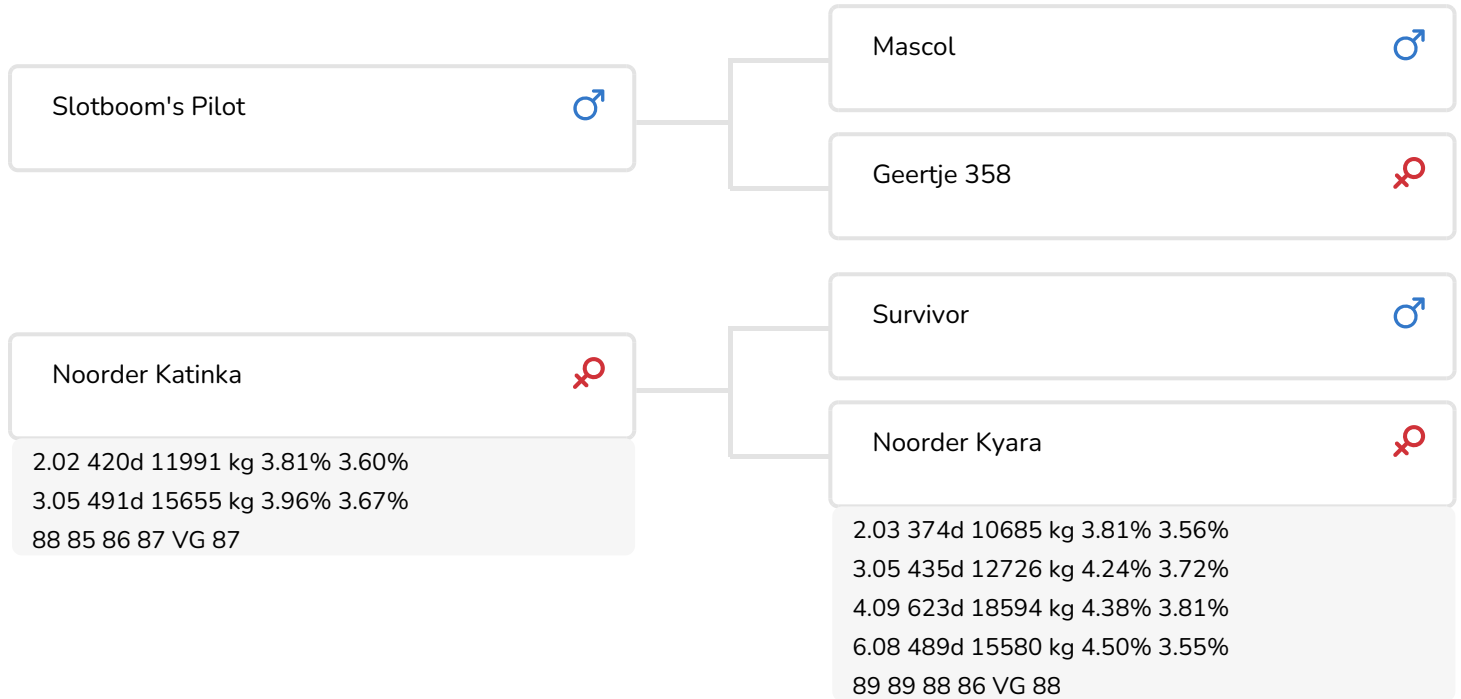 Slotboom's Pilot
Mascol
Geertje 358
Noorder Katinka
2.02 420d 11991 kg 3.81% 3.60%
3.05 491d 15655 kg 3.96% 3.67%
88 85 86 87 VG 87
Survivor
Noorder Kyara
2.03 374d 10685 kg 3.81% 3.56%
3.05 435d 12726 kg 4.24% 3.72%
4.09 623d 18594 kg 4.38% 3.81%
6.08 489d 15580 kg 4.50% 3.55%
89 89 88 86 VG 88